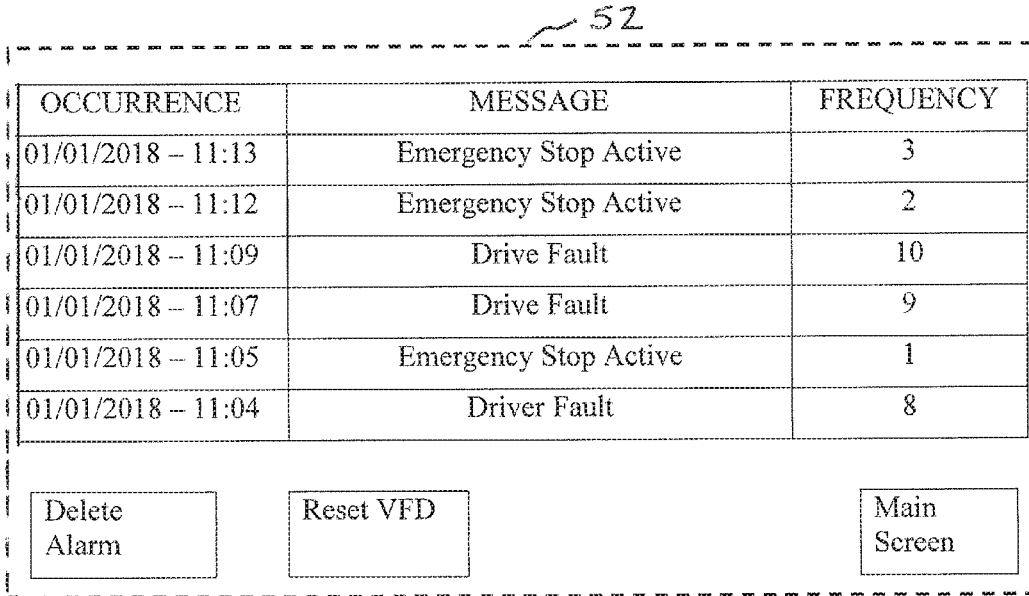 52
OCCURRENCE MESSAGE FREQUENCY
01/01/2018 – 11:13 Emergency Stop Active 3
01/01/2018 – 11:12 Emergency Stop Active 2
01/01/2018 – 11:09 Drive Fault 10
01/01/2018 – 11:07 Drive Fault 9
01/01/2018 – 11:05 Emergency Stop Active 1
01/01/2018 – 11:04 Driver Fault 8
Delete Reset VFD Main
Alarm Screen